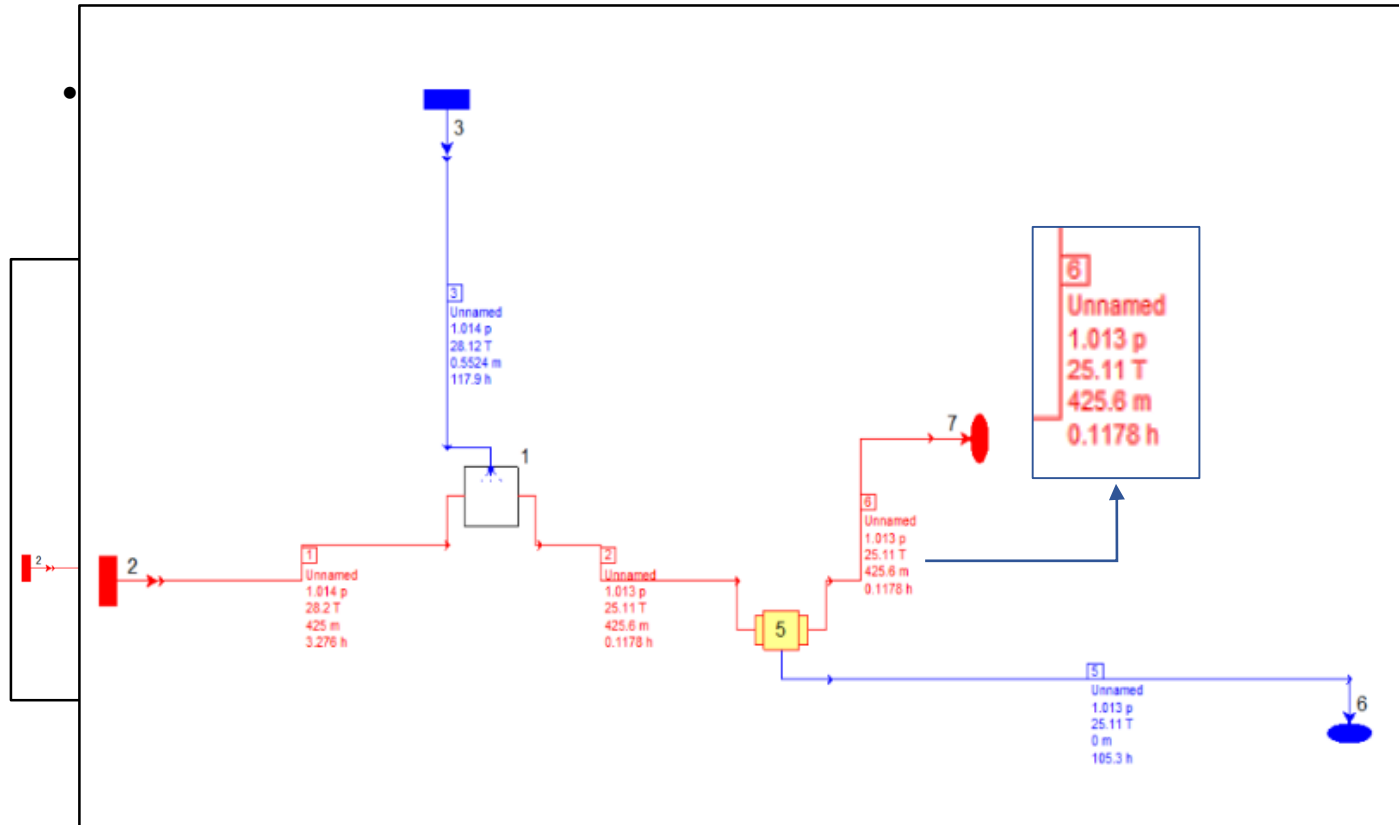 3
3
Unnamed
1.014 p
28.12 T
0.5524 m
117.9 h
6
Unnamed
1.013 p
25.11 T
425.6 m
0.1178 h
7
1
6
Unnamed
1.013 p
25.11 T
425.6 m
0.1178 h
2
2
1
Unnamed
1.014 p
28.2 T
425 m
3.276 h
2
Unnamed
1.013 p
25.11 T
425.6 m
0.1178 h
5
5
Unnamed
1.013 p
25.11 T
0 m
105.3 h
6